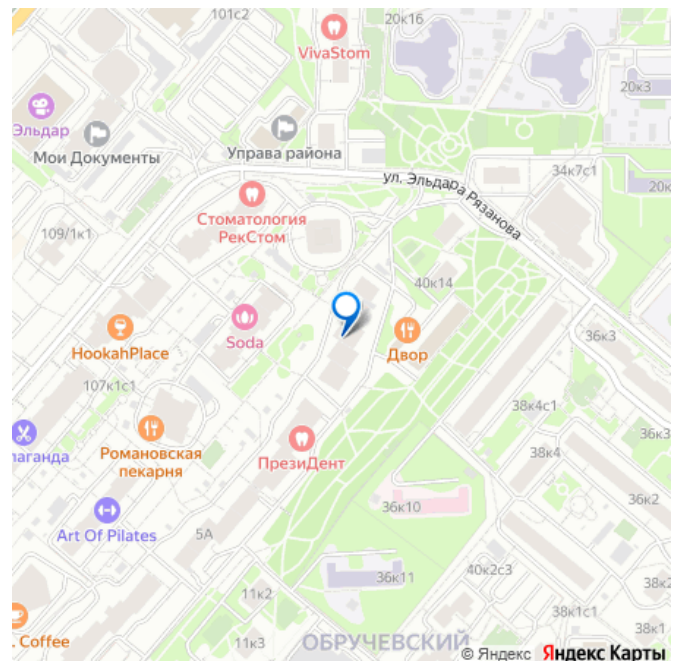 101с2
20к16
VivaStom
20к3
Эльдар
Мои Документы
Управа района
ул. Эльдара Рязанова
34к7с1
20к
Стоматология
РекСтом
109/1к1
40к14
HookahPlace
Soda
Двор
36к3
107к1с1
38к4с1
паганда
Романовская
пекарня
ПрезиДент
38к4
36к3
36к2
36к10
Art Of Pilates
5А
36к11
40к2с3
38к2
11к2
38к1с1
. Coffee
11к3
ОБРУЧЕВСКИЙ
38к1
© Яндекс Яндекс Карты